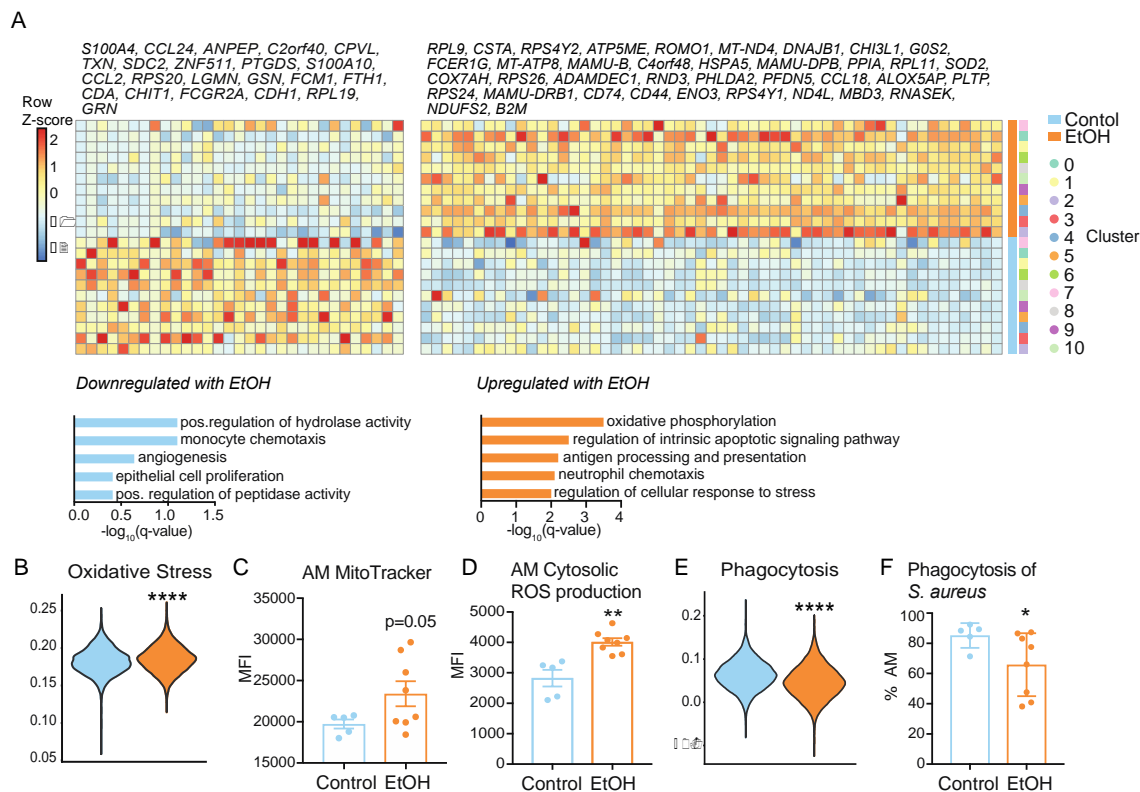 A
S100A4, CCL24, ANPEP, C2orf40, CPVL,
TXN, SDC2, ZNF511, PTGDS, S100A10,
CCL2, RPS20, LGMN, GSN, FCM1, FTH1,
CDA, CHIT1, FCGR2A, CDH1, RPL19,
GRN
RPL9, CSTA, RPS4Y2, ATP5ME, ROMO1, MT-ND4, DNAJB1, CHI3L1, G0S2,
FCER1G, MT-ATP8, MAMU-B, C4orf48, HSPA5, MAMU-DPB, PPIA, RPL11, SOD2,
COX7AH, RPS26, ADAMDEC1, RND3, PHLDA2, PFDN5, CCL18, ALOX5AP, PLTP,
RPS24, MAMU-DRB1, CD74, CD44, ENO3, RPS4Y1, ND4L, MBD3, RNASEK,
NDUFS2, B2M
Row
Z-score
2
1
0
Contol
EtOH
0
1
2
3
4
5
6
7
8
9
10
Cluster
Downregulated with EtOH
pos.regulation of hydrolase activity
monocyte chemotaxis
angiogenesis
epithelial cell proliferation
pos. regulation of peptidase activity
0.0 0.5 1.0 1.5
-log10(q-value)
Upregulated with EtOH
oxidative phosphorylation
regulation of intrinsic apoptotic signaling pathway
antigen processing and presentation
neutrophil chemotaxis
regulation of cellular response to stress
0 1 2 3 4
-log10(q-value)
B
Oxidative Stress
****
0.25
0.20
0.15
0.10
0.05
C
AM MitoTracker
p=0.05
MFI
35000
30000
25000
20000
15000
Control EtOH
D
AM Cytosolic
ROS production
**
MFI
5000
4000
3000
2000
1000
0
Control EtOH
E
Phagocytosis
****
0.2
0.1
0.0
F
Phagocytosis of
S. aureus
*
% AM
100
80
60
40
20
0
Control EtOH